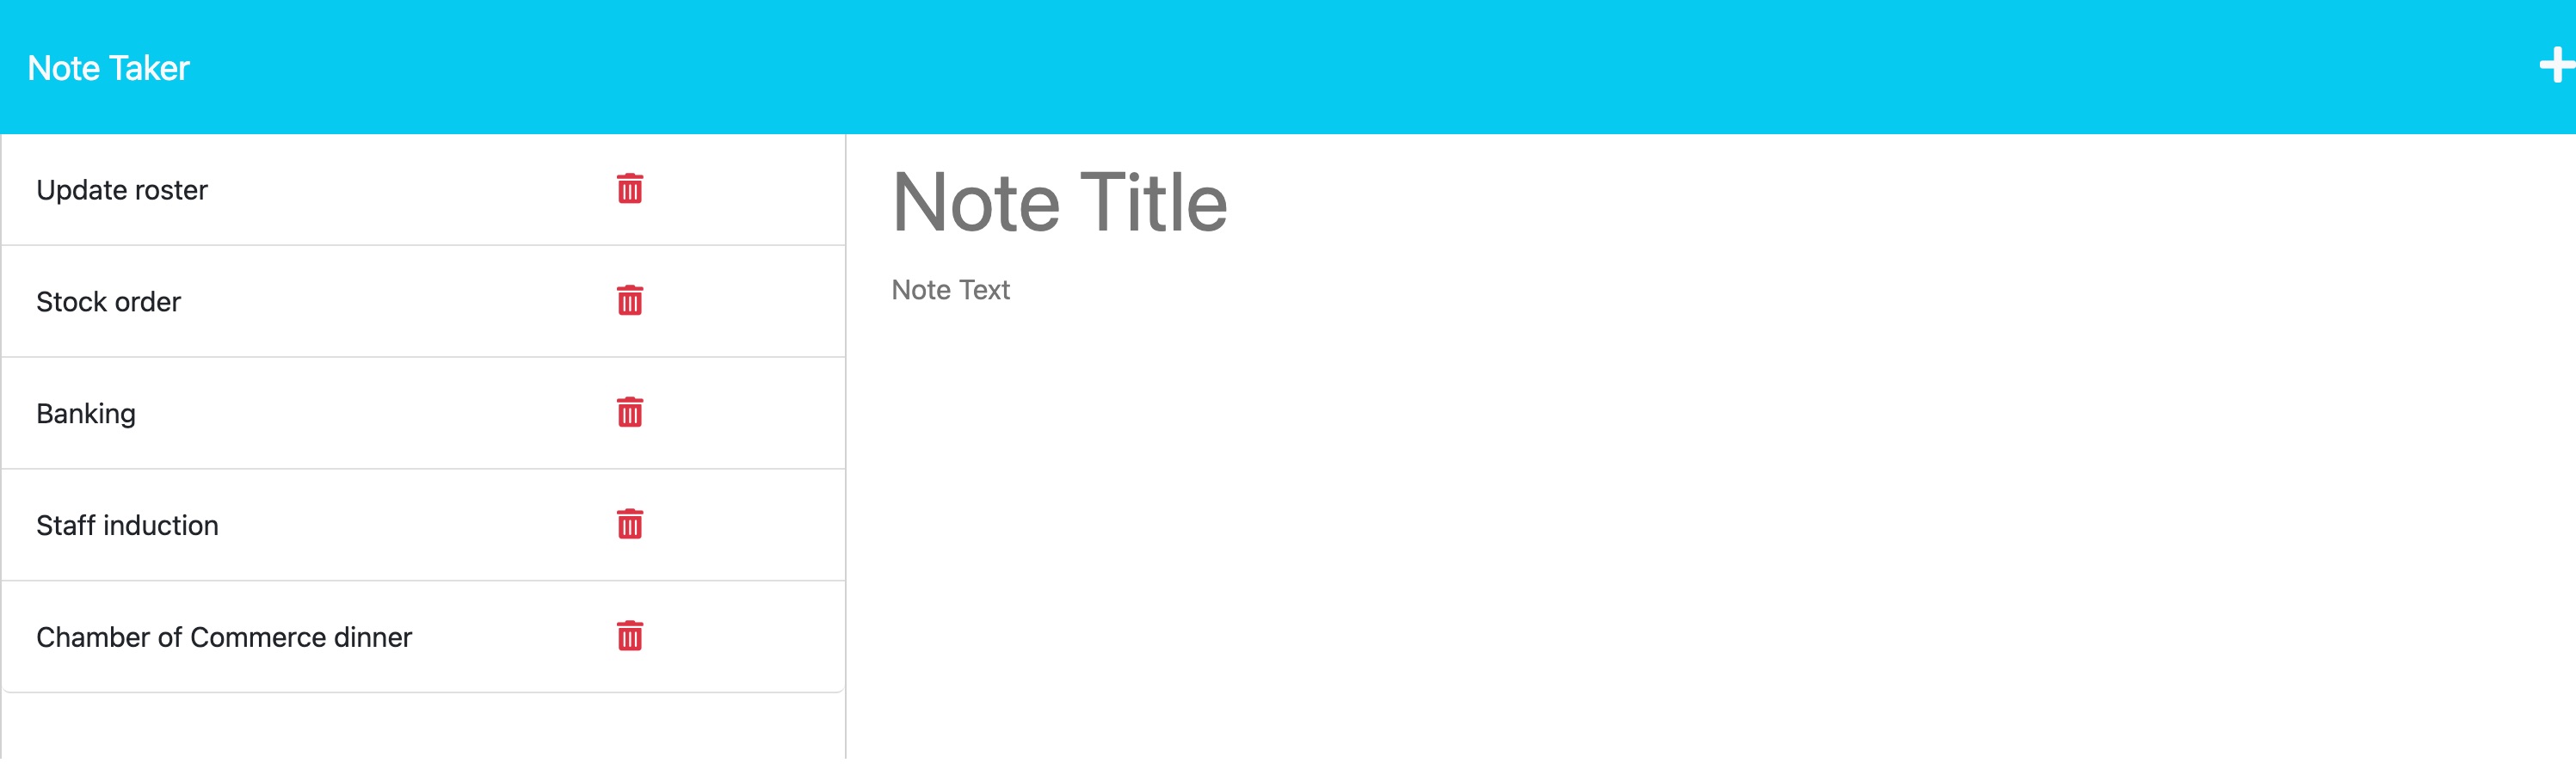 Note Taker
Update roster
Stock order
Banking
Staff induction
Chamber of Commerce dinner
Note Title
Note Text